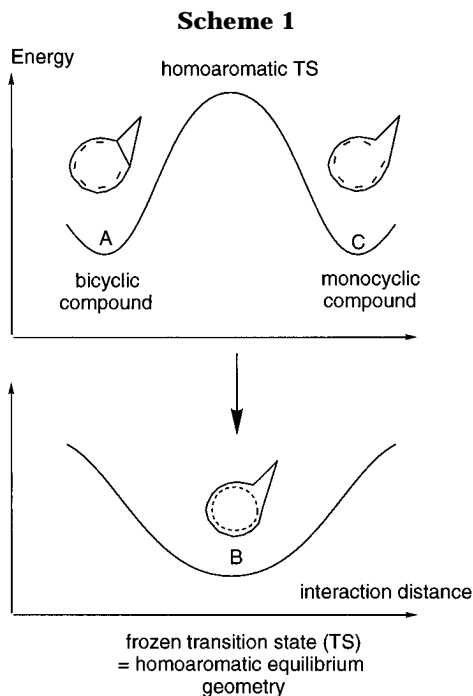 Scheme 1
Energy
homoaromatic TS
A
C
bicyclic
compound
monocyclic
compound
B
interaction distance
frozen transition state (TS)
= homoaromatic equilibrium
geometry